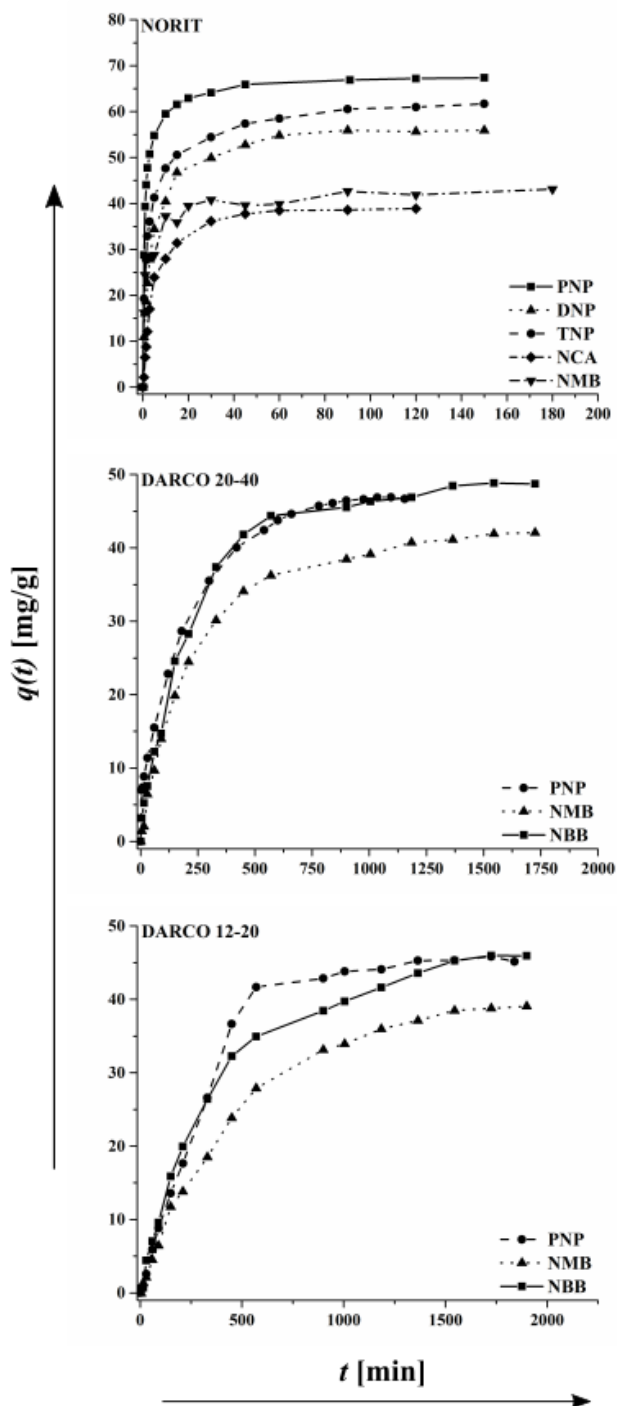 NORIT
80
70
60
50
40
30
20
10
0
0 20 40 60 80 100 120 140 160 180 200
PNP
DNP
TNP
NCA
NMB
DARCO 20-40
50
40
30
20
10
0
0 250 500 750 1000 1250 1500 1750 2000
PNP
NMB
NBB
DARCO 12-20
50
40
30
20
10
0
0 500 1000 1500 2000
PNP
NMB
NBB
q(t) [mg/g]
t [min]